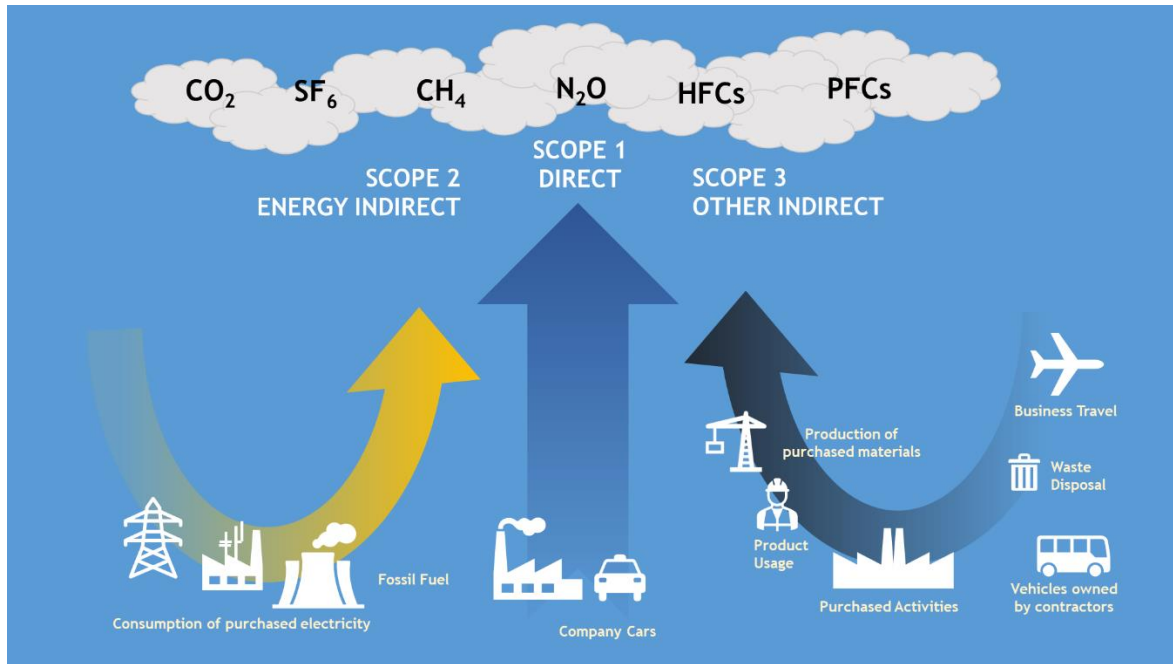 CO₂
SF₆
CH₄
N₂O
HFCs
PFCs
SCOPE 1
DIRECT
SCOPE 2
ENERGY INDIRECT
SCOPE 3
OTHER INDIRECT
Business Travel
Production of
purchased materials
Waste
Disposal
Product
Usage
Fossil Fuel
Consumption of purchased electricity
Company Cars
Purchased Activities
Vehicles owned
by contractors